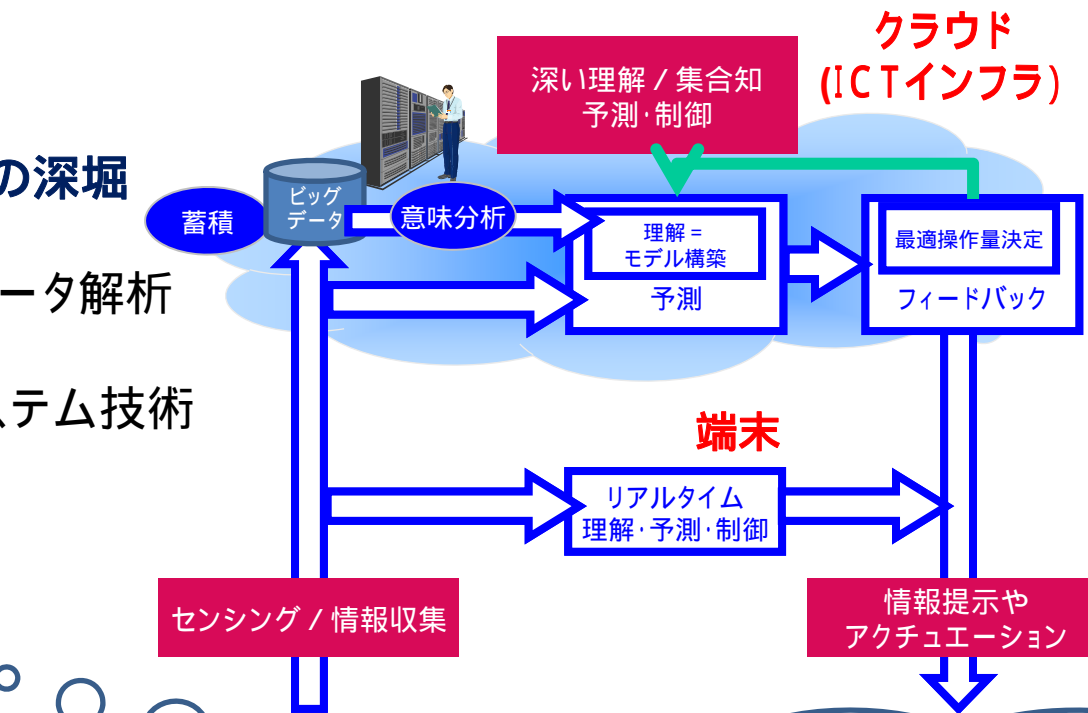 クラウド
(ICTインフラ)
深い理解 / 集合知
予測・制御
の深堀
蓄積
ビッグ
データ
意味分析
理解 =
モデル構築
予測
最適操作量決定
フィードバック
ータ解析
ステム技術
端末
リアルタイム
理解・予測・制御
センシング / 情報収集
情報提示や
アクチュエーション